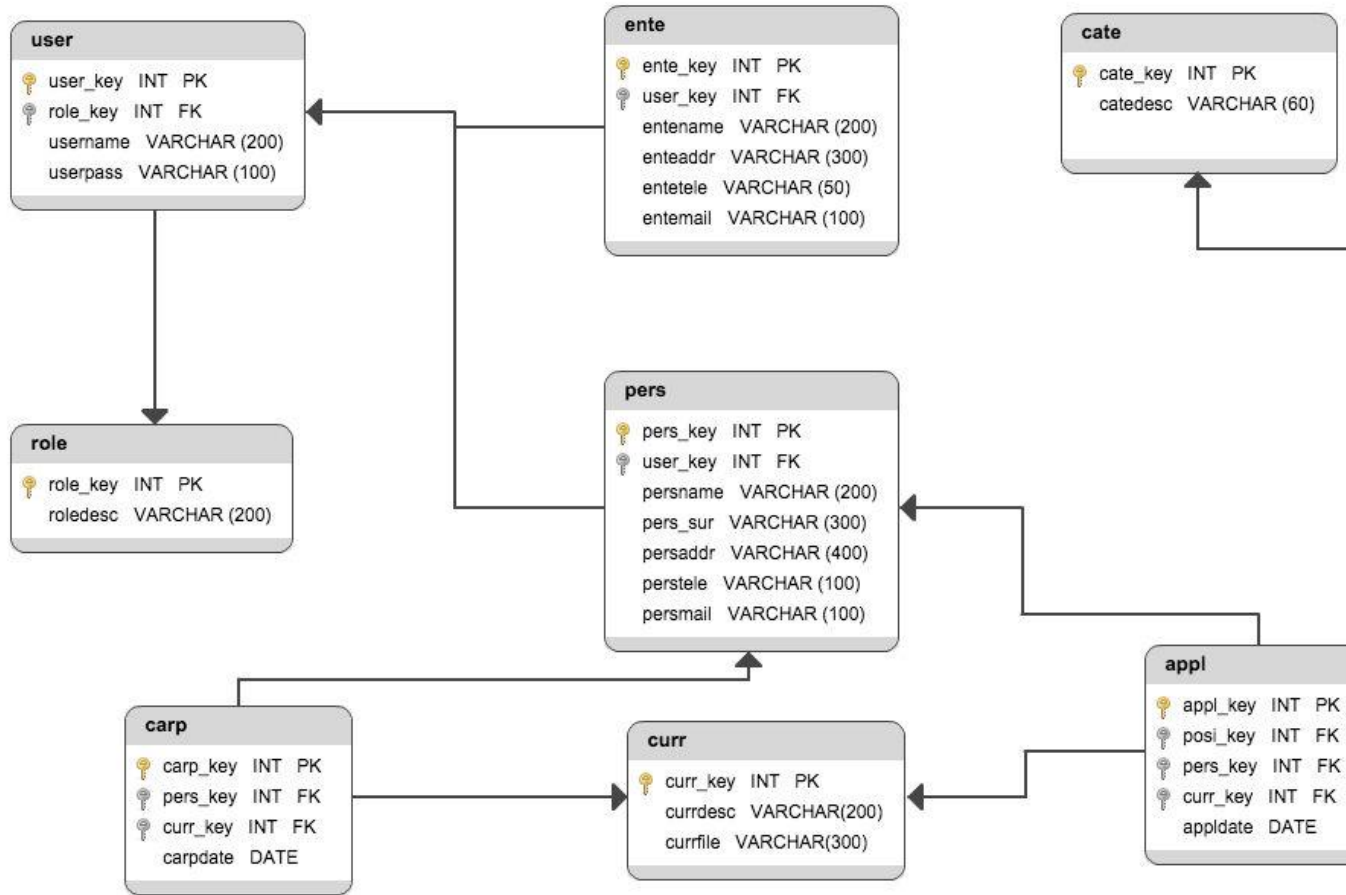 user
user_key INT PK
role_key INT FK
username VARCHAR (200)
userpass VARCHAR (100)
ente
ente_key INT PK
user_key INT FK
entename VARCHAR (200)
enteaddr VARCHAR (300)
entetele VARCHAR (50)
entemail VARCHAR (100)
cate
cate_key INT PK
catedesc VARCHAR (60)
role
role_key INT PK
roledesc VARCHAR (200)
pers
pers_key INT PK
user_key INT FK
persname VARCHAR (200)
pers_sur VARCHAR (300)
persaddr VARCHAR (400)
perstele VARCHAR (100)
persmail VARCHAR (100)
carp
carp_key INT PK
pers_key INT FK
curr_key INT FK
carpdate DATE
curr
curr_key INT PK
currdesc VARCHAR(200)
currfile VARCHAR(300)
appl
appl_key INT PK
posi_key INT FK
pers_key INT FK
curr_key INT FK
appldate DATE